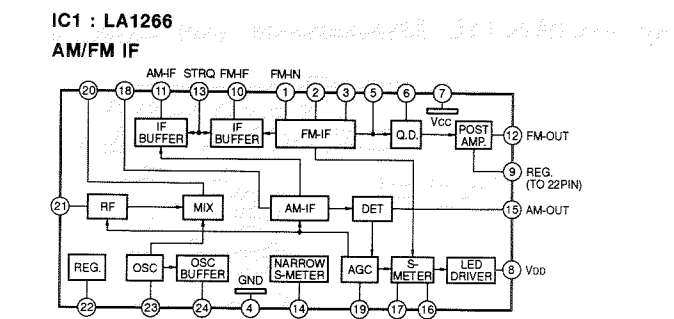 IC1 : LA1266
AM/FM IF
AM-IF STRQ FM-IF FM-IN
20 18 11 13 10 1 2 3 5 6 7
VCC
IF BUFFER
IF BUFFER
FM-IF
Q.D.
POST AMP.
12 FM-OUT
9 REG.
(TO 22PIN)
21
RF
MIX
AM-IF
DET
15 AM-OUT
REG.
OSC
OSC BUFFER
GND
NARROW S-METER
AGC
S-METER
LED DRIVER
8 VDD
22 23 24 4 14 19 17 16